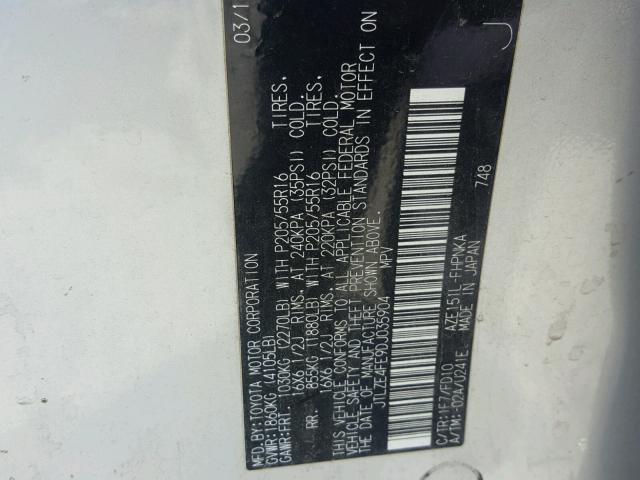 MFD.BY:TOYOTA MOTOR CORPORATION 03/1
GVWR:1860KG(4105LB)
GAWR:FRT. 1030KG(2270LB) WITH P205/55R16 TIRES,
16X6 1/2J RIMS, AT 240KPA(35PSI) COLD.
RR. 855KG(1880LB) WITH P205/55R16 TIRES,
16X6 1/2J RIMS, AT 220KPA(32PSI) COLD.
THIS VEHICLE CONFORMS TO ALL APPLICABLE FEDERAL MOTOR
VEHICLE SAFETY AND THEFT PREVENTION STANDARDS IN EFFECT ON
THE DATE OF MANUFACTURE SHOWN ABOVE.
JTLZE4FE9DJ035904 MPV
C/TR:1F7/FD10 AZE151L-FHPNKA
A/TM:-02A/U241E MADE IN JAPAN
748
J